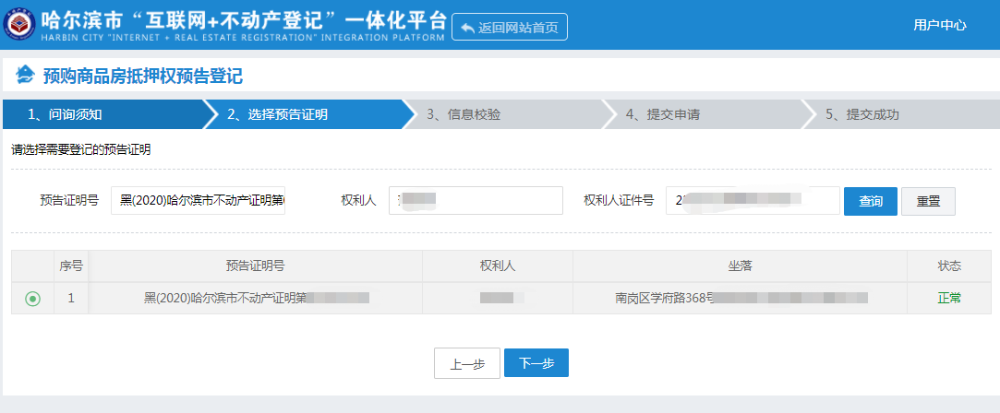 哈尔滨市“互联网+不动产登记”一体化平台
HARBIN CITY "INTERNET + REAL ESTATE REGISTRATION" INTEGRATION PLATFORM
返回网站首页
用户中心
预购商品房抵押权预告登记
1、问询须知
2、选择预告证明
3、信息校验
4、提交申请
5、提交成功
请选择需要登记的预告证明
预告证明号 黑(2020)哈尔滨市不动产证明第 权利人 权利人证件号 2 查询 重置
序号 预告证明号 权利人 坐落 状态
1 黑(2020)哈尔滨市不动产证明第 南岗区学府路368号 正常
上一步 下一步